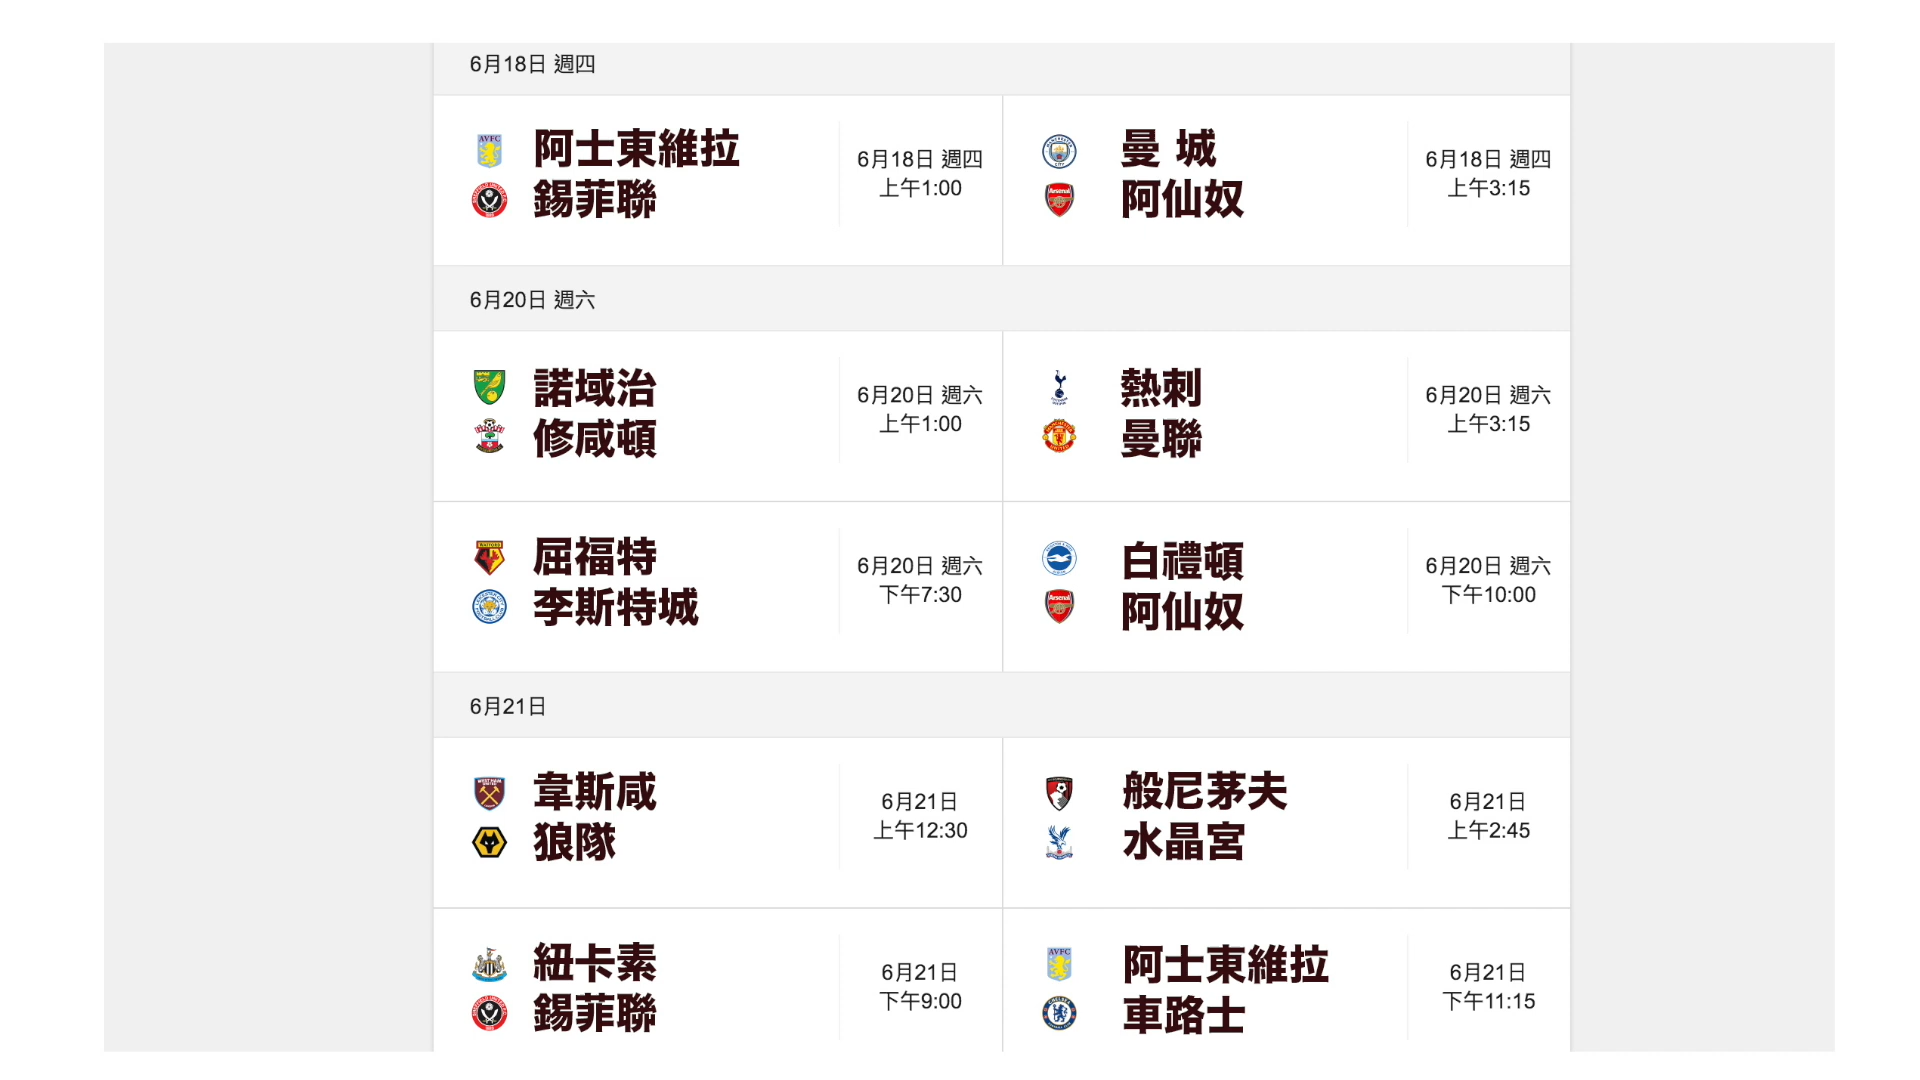 6月18日 週四
阿士東維拉
錫菲聯
6月18日 週四
上午1:00
曼 城
阿仙奴
6月18日 週四
上午3:15
6月20日 週六
諾域治
修咸頓
6月20日 週六
上午1:00
熱刺
曼聯
6月20日 週六
上午3:15
屈福特
李斯特城
6月20日 週六
下午7:30
白禮頓
阿仙奴
6月20日 週六
下午10:00
6月21日
韋斯咸
狼隊
6月21日
上午12:30
般尼茅夫
水晶宮
6月21日
上午2:45
紐卡素
錫菲聯
6月21日
下午9:00
阿士東維拉
車路士
6月21日
下午11:15